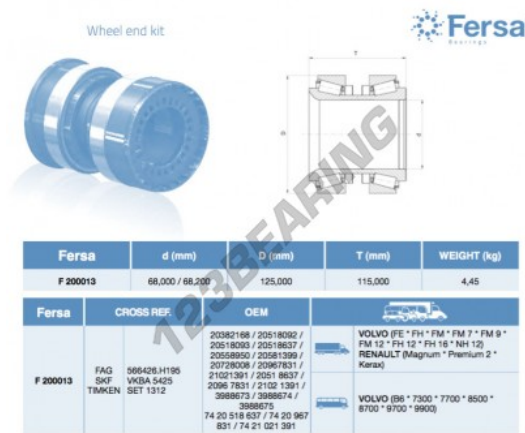 Wheel end kit
Fersa
Bearings
T
D
d
Fersa d (mm) D (mm) T (mm) WEIGHT (kg)
F 200013 68,000 / 68,200 125,000 115,000 4,45
Fersa CROSS REF. OEM
F 200013
FAG 566426.H195
SKF VKBA 5425
TIMKEN SET 1312
20382168 / 20518092 /
20518093 / 20518637 /
20558950 / 20581399 /
20728008 / 20967831 /
21021391 / 2051 8637 /
2096 7831 / 2102 1391 /
3988673 / 3988674 /
3988675
74 20 518 637 / 74 20 967
831 / 74 21 021 391
VOLVO (FE * FH * FM * FM 7 * FM 9 *
FM 12 * FH 12 * FH 16 * NH 12)
RENAULT (Magnum * Premium 2 *
Kerax)
VOLVO (B6 * 7300 * 7700 * 8500 *
8700 * 9700 * 9900)
123BEARING